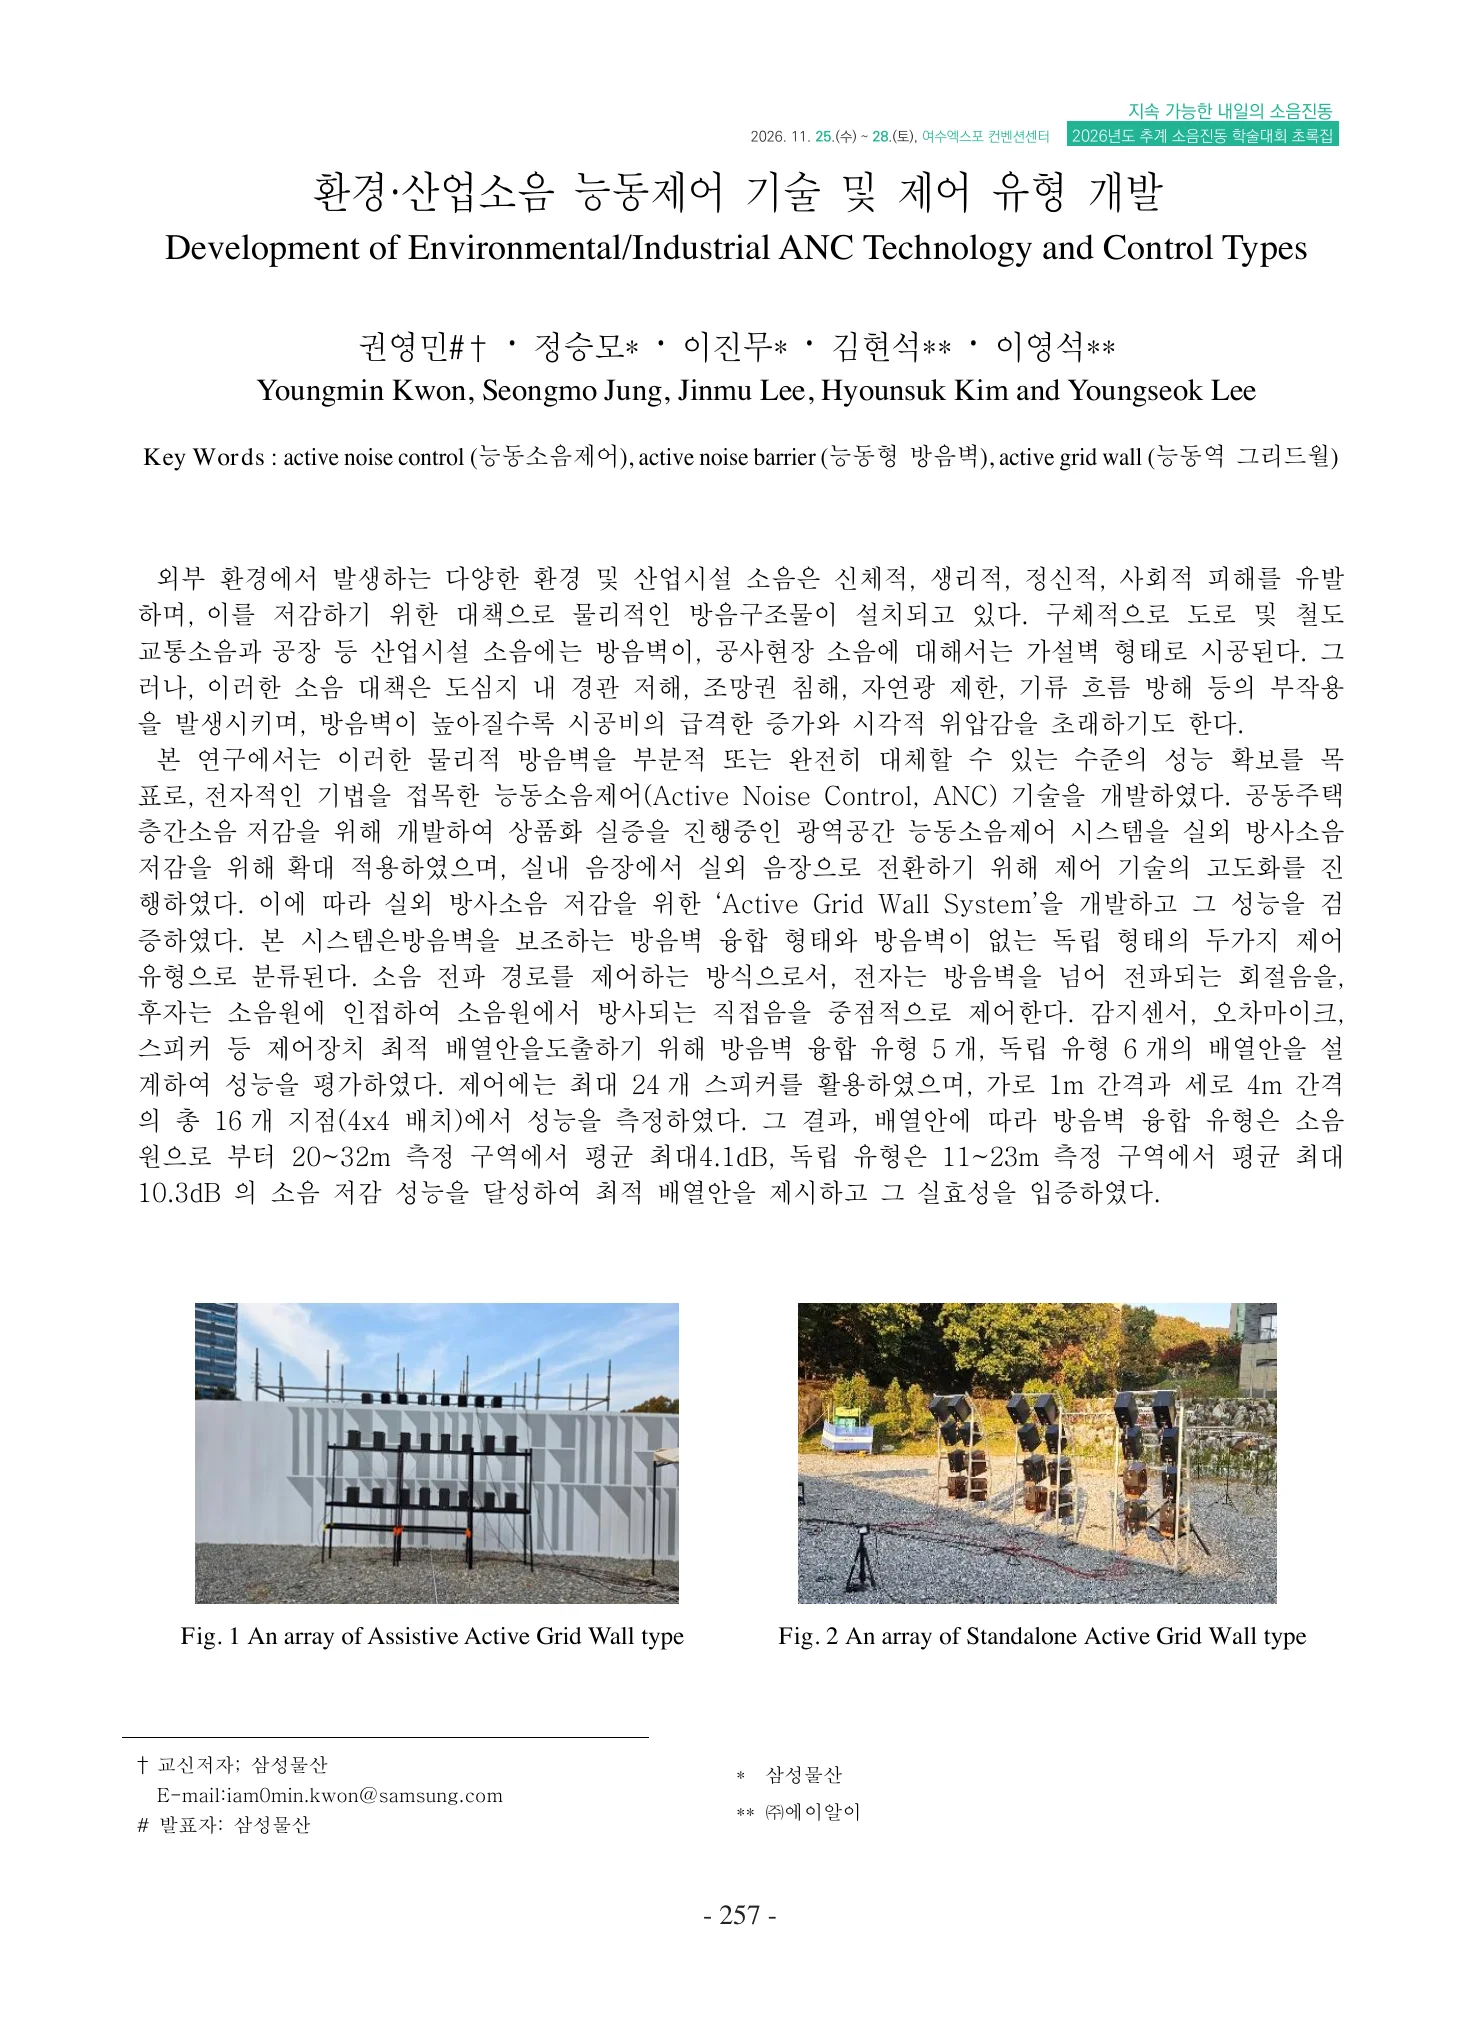 지속 가능한 내일의 소음진동
2026. 11. 25.(수) ~ 28.(토), 여수엑스포 컨벤션센터 2026년도 추계 소음진동 학술대회 초록집
환경·산업소음 능동제어 기술 및 제어 유형 개발
Development of Environmental/Industrial ANC Technology and Control Types
권영민#† · 정승모* · 이진무* · 김현석** · 이영석**
Youngmin Kwon, Seongmo Jung, Jinmu Lee, Hyounsuk Kim and Youngseok Lee
Key Words : active noise control (능동소음제어), active noise barrier (능동형 방음벽), active grid wall (능동역 그리드월)
외부 환경에서 발생하는 다양한 환경 및 산업시설 소음은 신체적, 생리적, 정신적, 사회적 피해를 유발
하며, 이를 저감하기 위한 대책으로 물리적인 방음구조물이 설치되고 있다. 구체적으로 도로 및 철도
교통소음과 공장 등 산업시설 소음에는 방음벽이, 공사현장 소음에 대해서는 가설벽 형태로 시공된다. 그
러나, 이러한 소음 대책은 도심지 내 경관 저해, 조망권 침해, 자연광 제한, 기류 흐름 방해 등의 부작용
을 발생시키며, 방음벽이 높아질수록 시공비의 급격한 증가와 시각적 위압감을 초래하기도 한다.
본 연구에서는 이러한 물리적 방음벽을 부분적 또는 완전히 대체할 수 있는 수준의 성능 확보를 목
표로, 전자적인 기법을 접목한 능동소음제어(Active Noise Control, ANC) 기술을 개발하였다. 공동주택
층간소음 저감을 위해 개발하여 상품화 실증을 진행중인 광역공간 능동소음제어 시스템을 실외 방사소음
저감을 위해 확대 적용하였으며, 실내 음장에서 실외 음장으로 전환하기 위해 제어 기술의 고도화를 진
행하였다. 이에 따라 실외 방사소음 저감을 위한 ‘Active Grid Wall System’을 개발하고 그 성능을 검
증하였다. 본 시스템은방음벽을 보조하는 방음벽 융합 형태와 방음벽이 없는 독립 형태의 두가지 제어
유형으로 분류된다. 소음 전파 경로를 제어하는 방식으로서, 전자는 방음벽을 넘어 전파되는 회절음을,
후자는 소음원에 인접하여 소음원에서 방사되는 직접음을 중점적으로 제어한다. 감지센서, 오차마이크,
스피커 등 제어장치 최적 배열안을도출하기 위해 방음벽 융합 유형 5개, 독립 유형 6개의 배열안을 설
계하여 성능을 평가하였다. 제어에는 최대 24개 스피커를 활용하였으며, 가로 1m 간격과 세로 4m 간격
의 총 16개 지점(4x4 배치)에서 성능을 측정하였다. 그 결과, 배열안에 따라 방음벽 융합 유형은 소음
원으로 부터 20~32m 측정 구역에서 평균 최대4.1dB, 독립 유형은 11~23m 측정 구역에서 평균 최대
10.3dB 의 소음 저감 성능을 달성하여 최적 배열안을 제시하고 그 실효성을 입증하였다.
Fig. 1 An array of Assistive Active Grid Wall type
Fig. 2 An array of Standalone Active Grid Wall type
† 교신저자; 삼성물산
E-mail:iam0min.kwon@samsung.com
# 발표자: 삼성물산
* 삼성물산
** ㈜에이알이
- 257 -